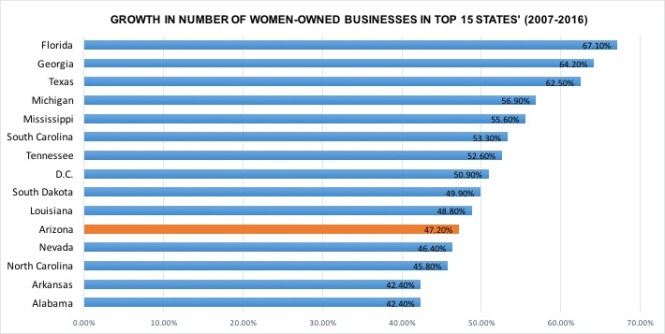 GROWTH IN NUMBER OF WOMEN-OWNED BUSINESSES IN TOP 15 STATES' (2007-2016)
Florida 67.10%
Georgia 64.20%
Texas 62.50%
Michigan 56.90%
Mississippi 55.60%
South Carolina 53.30%
Tennessee 52.60%
D.C. 50.90%
South Dakota 49.90%
Louisiana 48.80%
Arizona 47.20%
Nevada 46.40%
North Carolina 45.80%
Arkansas 42.40%
Alabama 42.40%
0.00% 10.00% 20.00% 30.00% 40.00% 50.00% 60.00% 70.00%